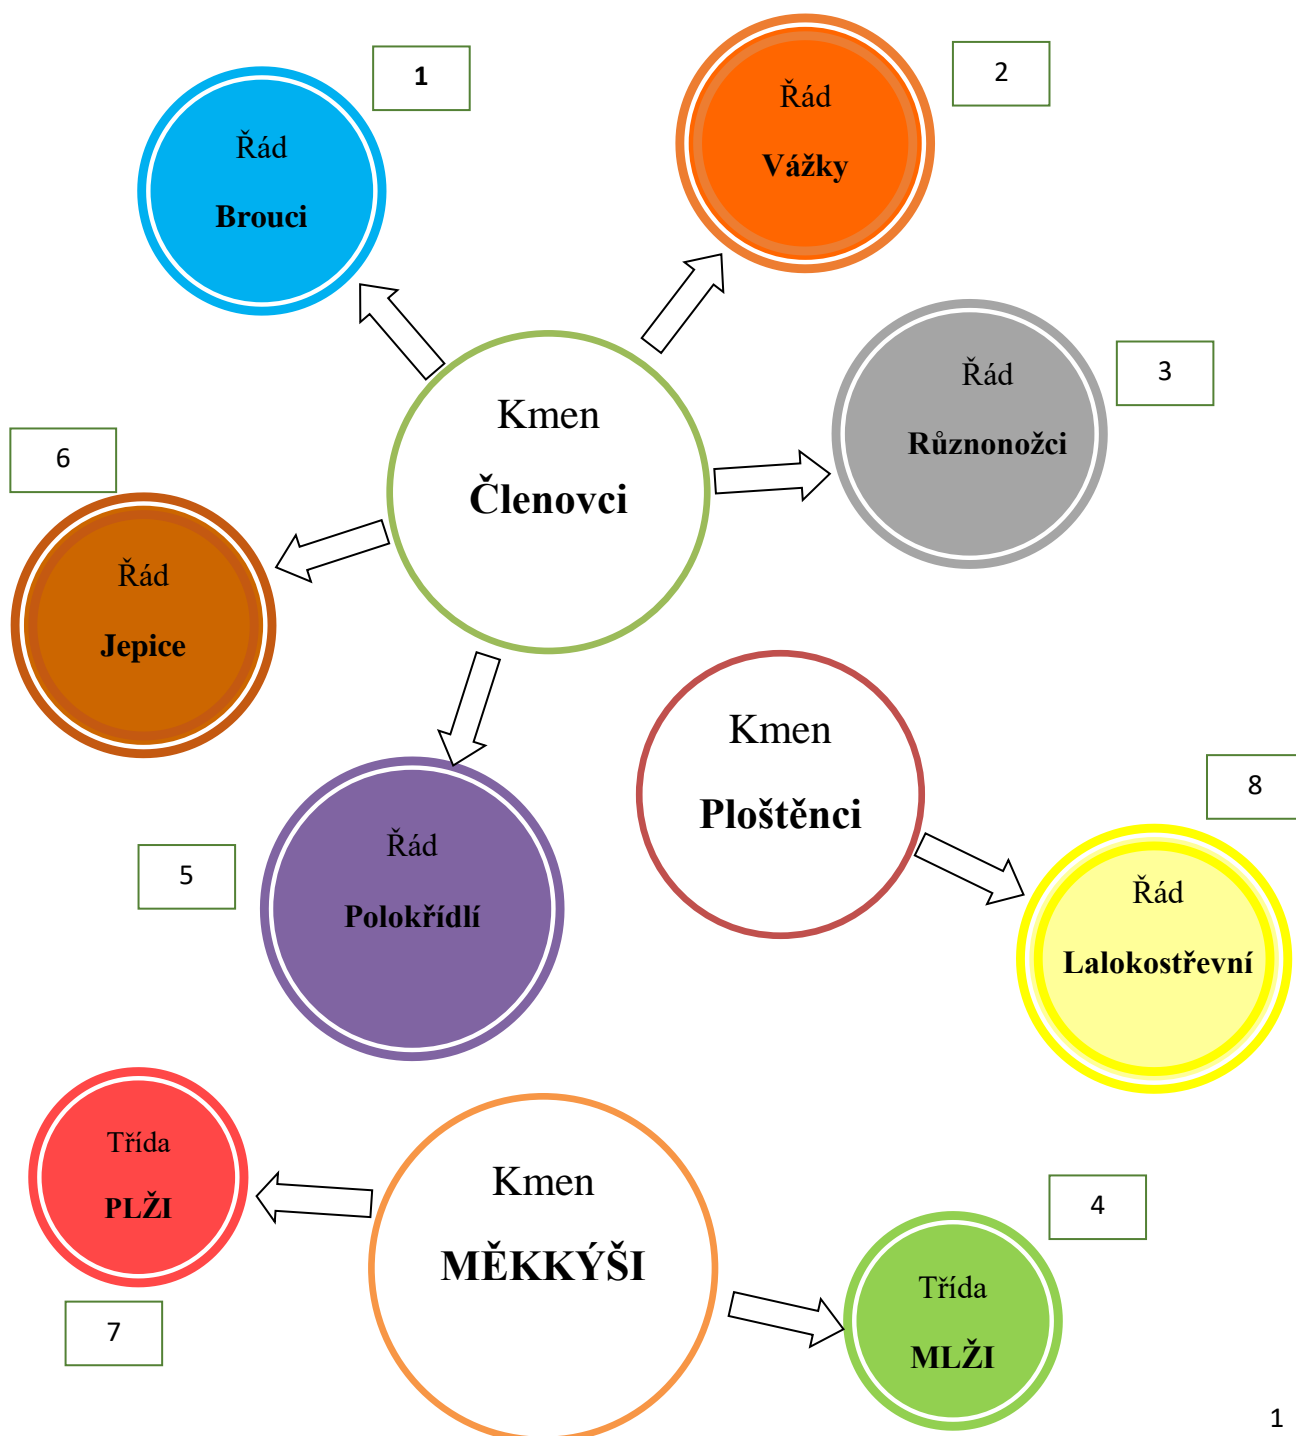 1
Řád
Brouci
2
Řád
Vážky
3
Řád
Různonožci
Kmen
Členovci
6
Řád
Jepice
5
Řád
Polokřídlí
Kmen
Ploštěnci
8
Řád
Lalokostřevní
Třída
PLŽI
7
Kmen
MĚKKÝŠI
4
Třída
MLŽI
1